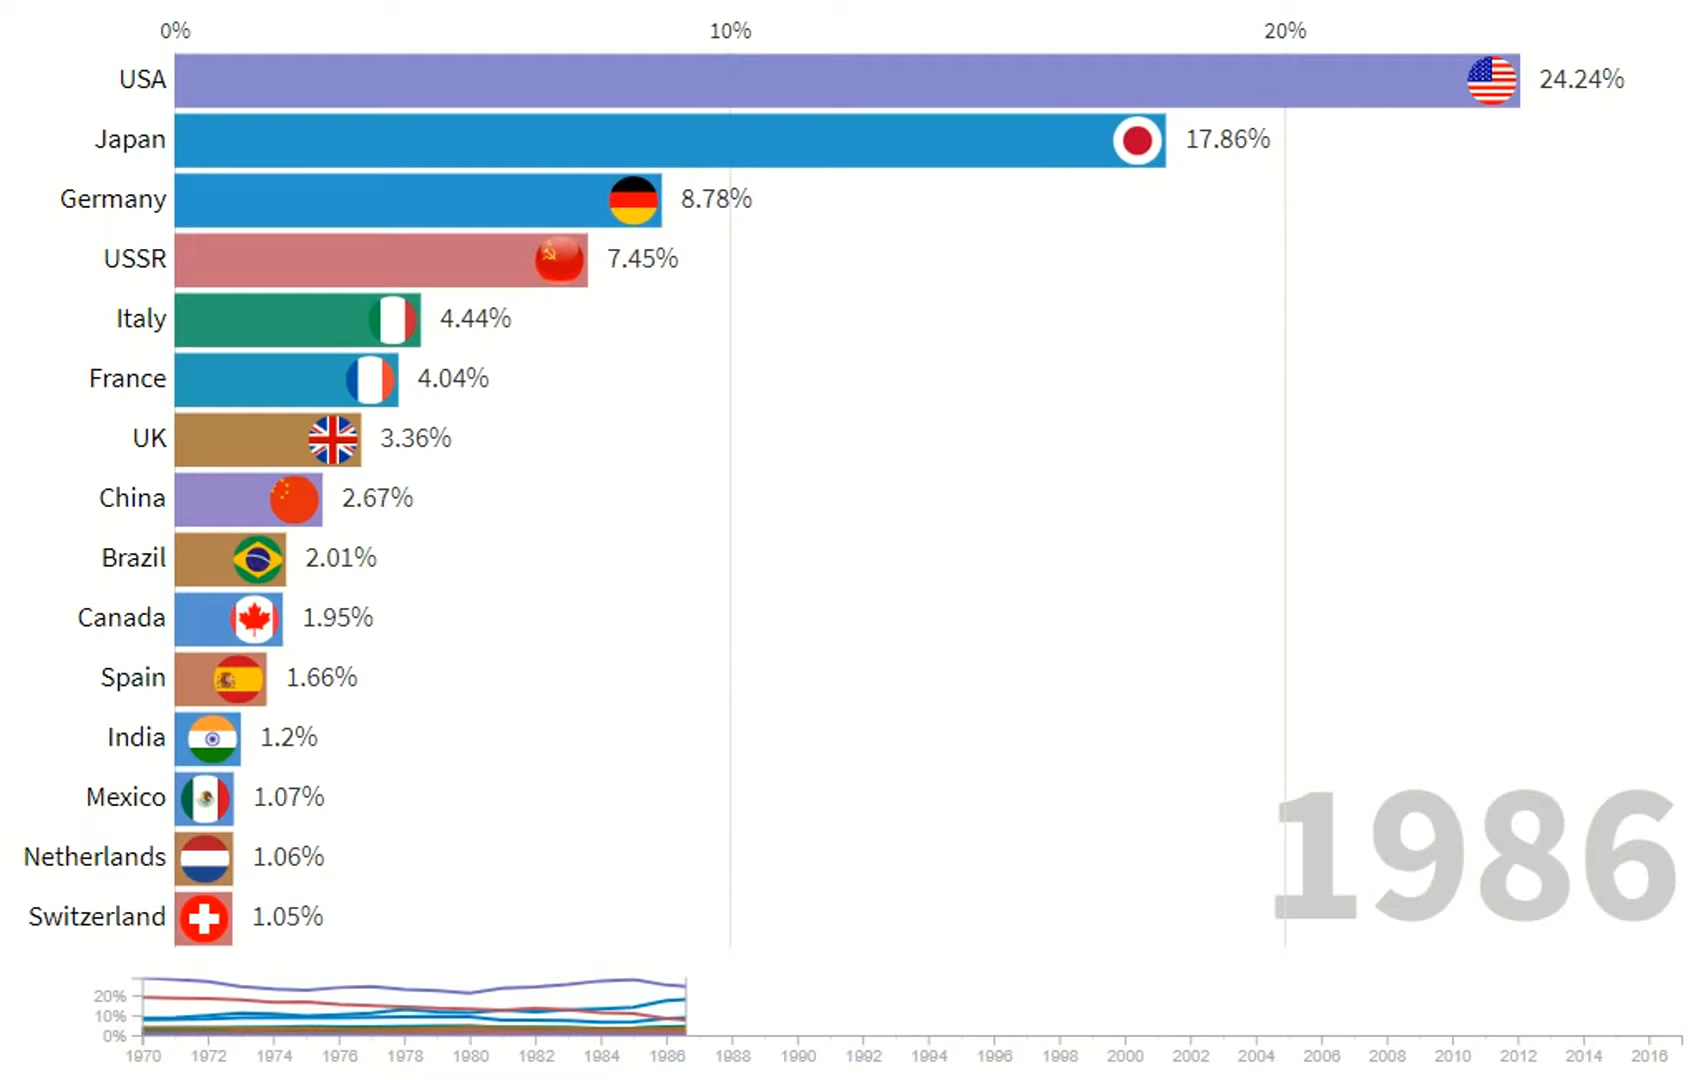 0% 10% 20%
USA 24.24%
Japan 17.86%
Germany 8.78%
USSR 7.45%
Italy 4.44%
France 4.04%
UK 3.36%
China 2.67%
Brazil 2.01%
Canada 1.95%
Spain 1.66%
India 1.2%
Mexico 1.07%
Netherlands 1.06%
Switzerland 1.05%
1986
20%
10%
0%
1970 1972 1974 1976 1978 1980 1982 1984 1986 1988 1990 1992 1994 1996 1998 2000 2002 2004 2006 2008 2010 2012 2014 2016